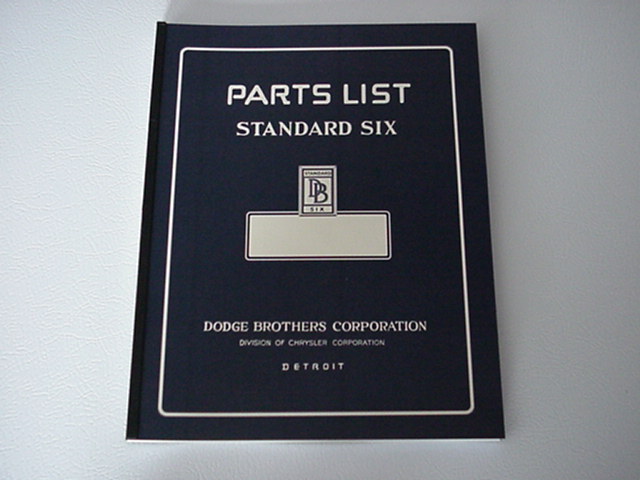 PARTS LIST
STANDARD SIX
STANDARD
DB
SIX
DODGE BROTHERS CORPORATION
DIVISION OF CHRYSLER CORPORATION
DETROIT